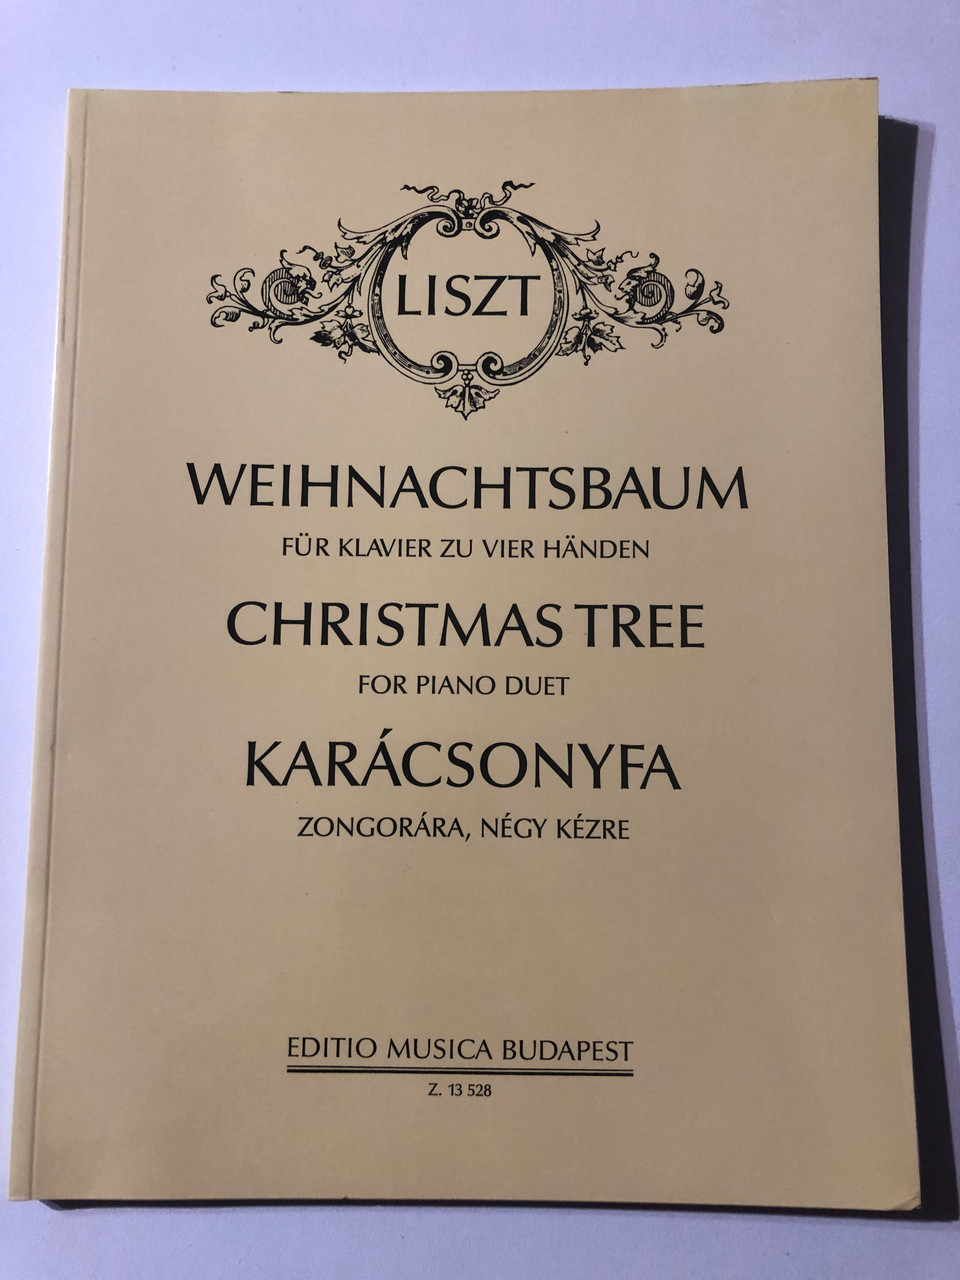 LISZT
WEIHNACHTSBAUM
FÜR KLAVIER ZU VIER HÄNDEN
CHRISTMAS TREE
FOR PIANO DUET
KARÁCSONYFA
ZONGORÁRA, NÉGY KÉZRE
EDITIO MUSICA BUDAPEST
Z. 13 528